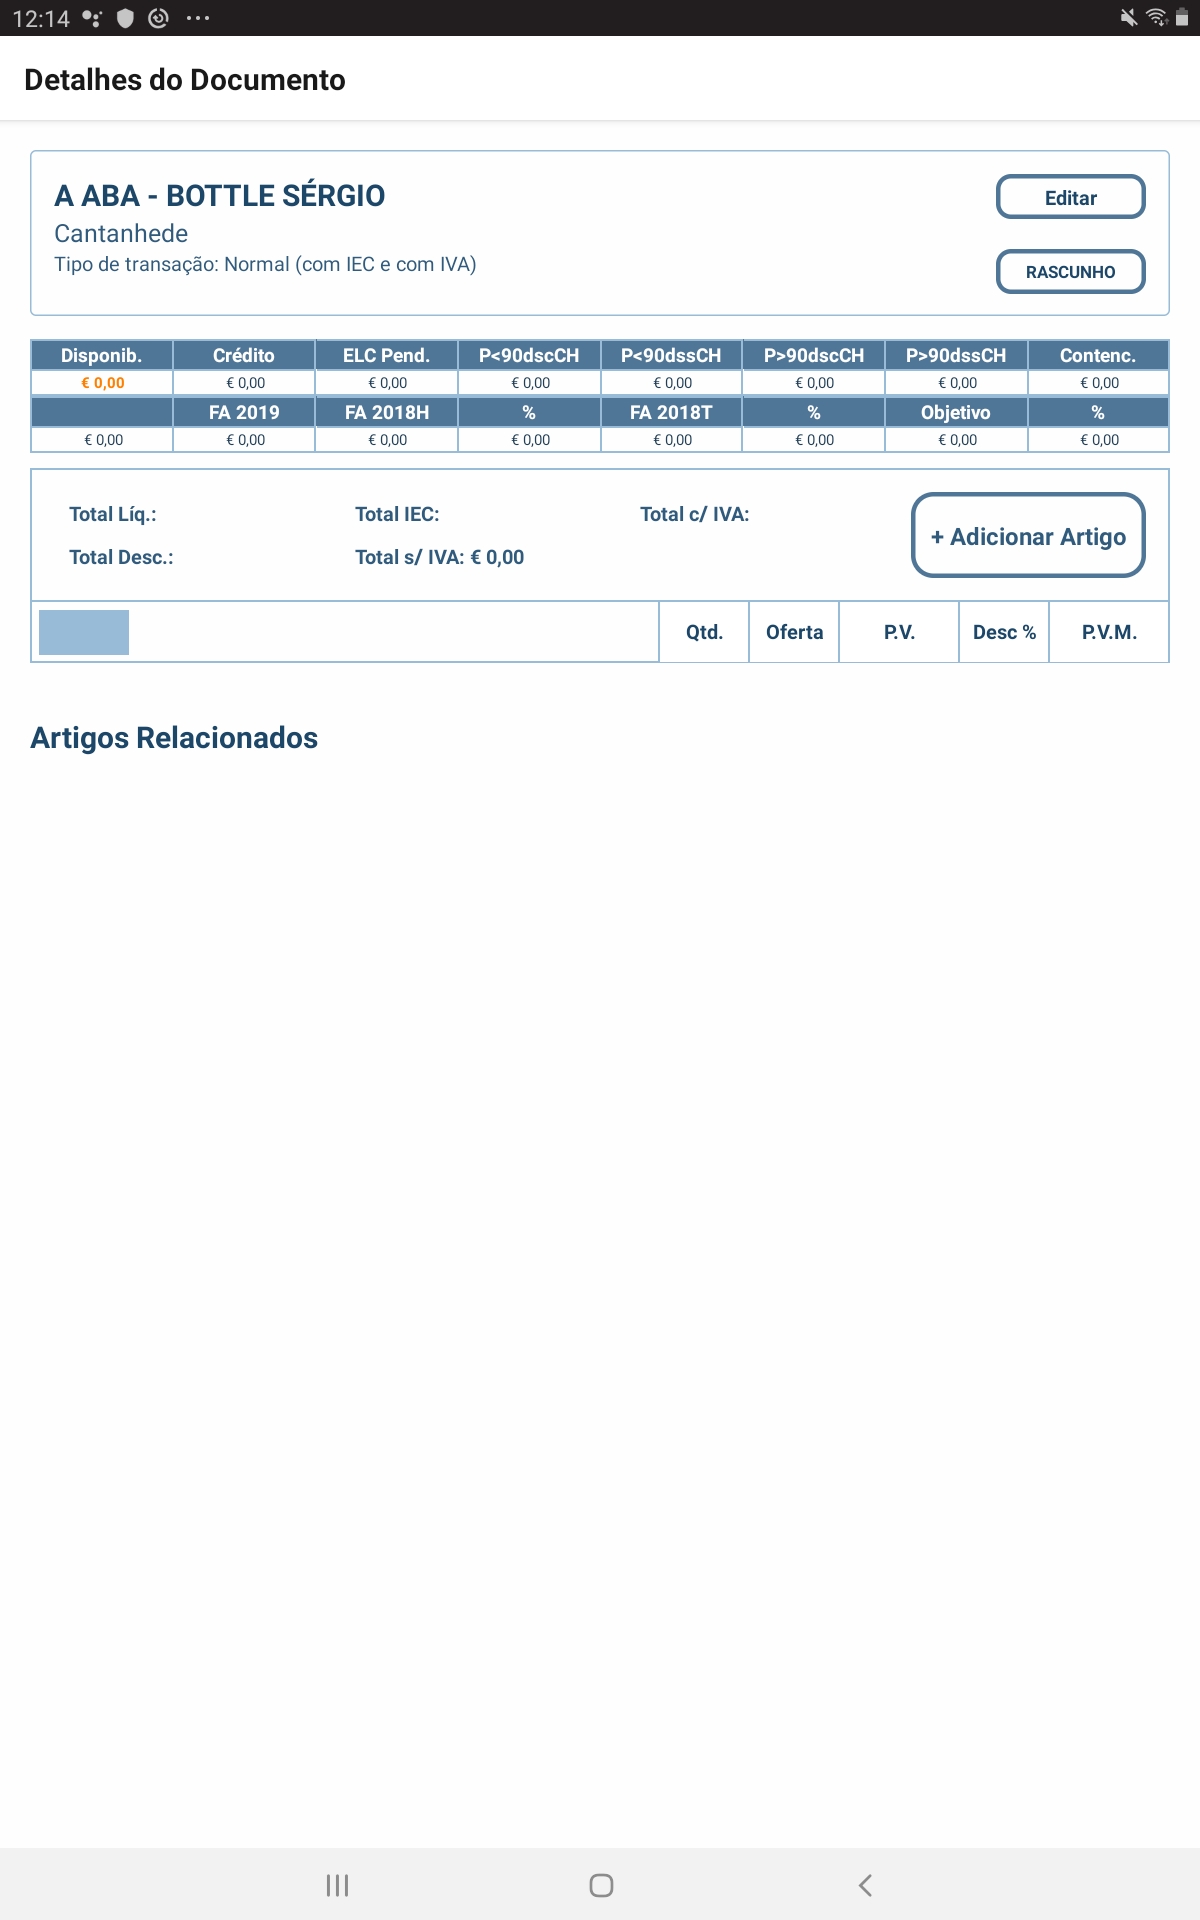 12:14
Detalhes do Documento
A ABA - BOTTLE SÉRGIO
Editar
Cantanhede
Tipo de transação: Normal (com IEC e com IVA)
RASCUNHO
Disponib. Crédito ELC Pend. P<90dscCH P<90dssCH P>90dscCH P>90dssCH Contenc.
€ 0,00 € 0,00 € 0,00 € 0,00 € 0,00 € 0,00 € 0,00 € 0,00
FA 2019 FA 2018H % FA 2018T % Objetivo %
€ 0,00 € 0,00 € 0,00 € 0,00 € 0,00 € 0,00 € 0,00 € 0,00
Total Líq.: Total IEC: Total c/ IVA:
+ Adicionar Artigo
Total Desc.: Total s/ IVA: € 0,00
Qtd. Oferta P.V. Desc % P.V.M.
Artigos Relacionados